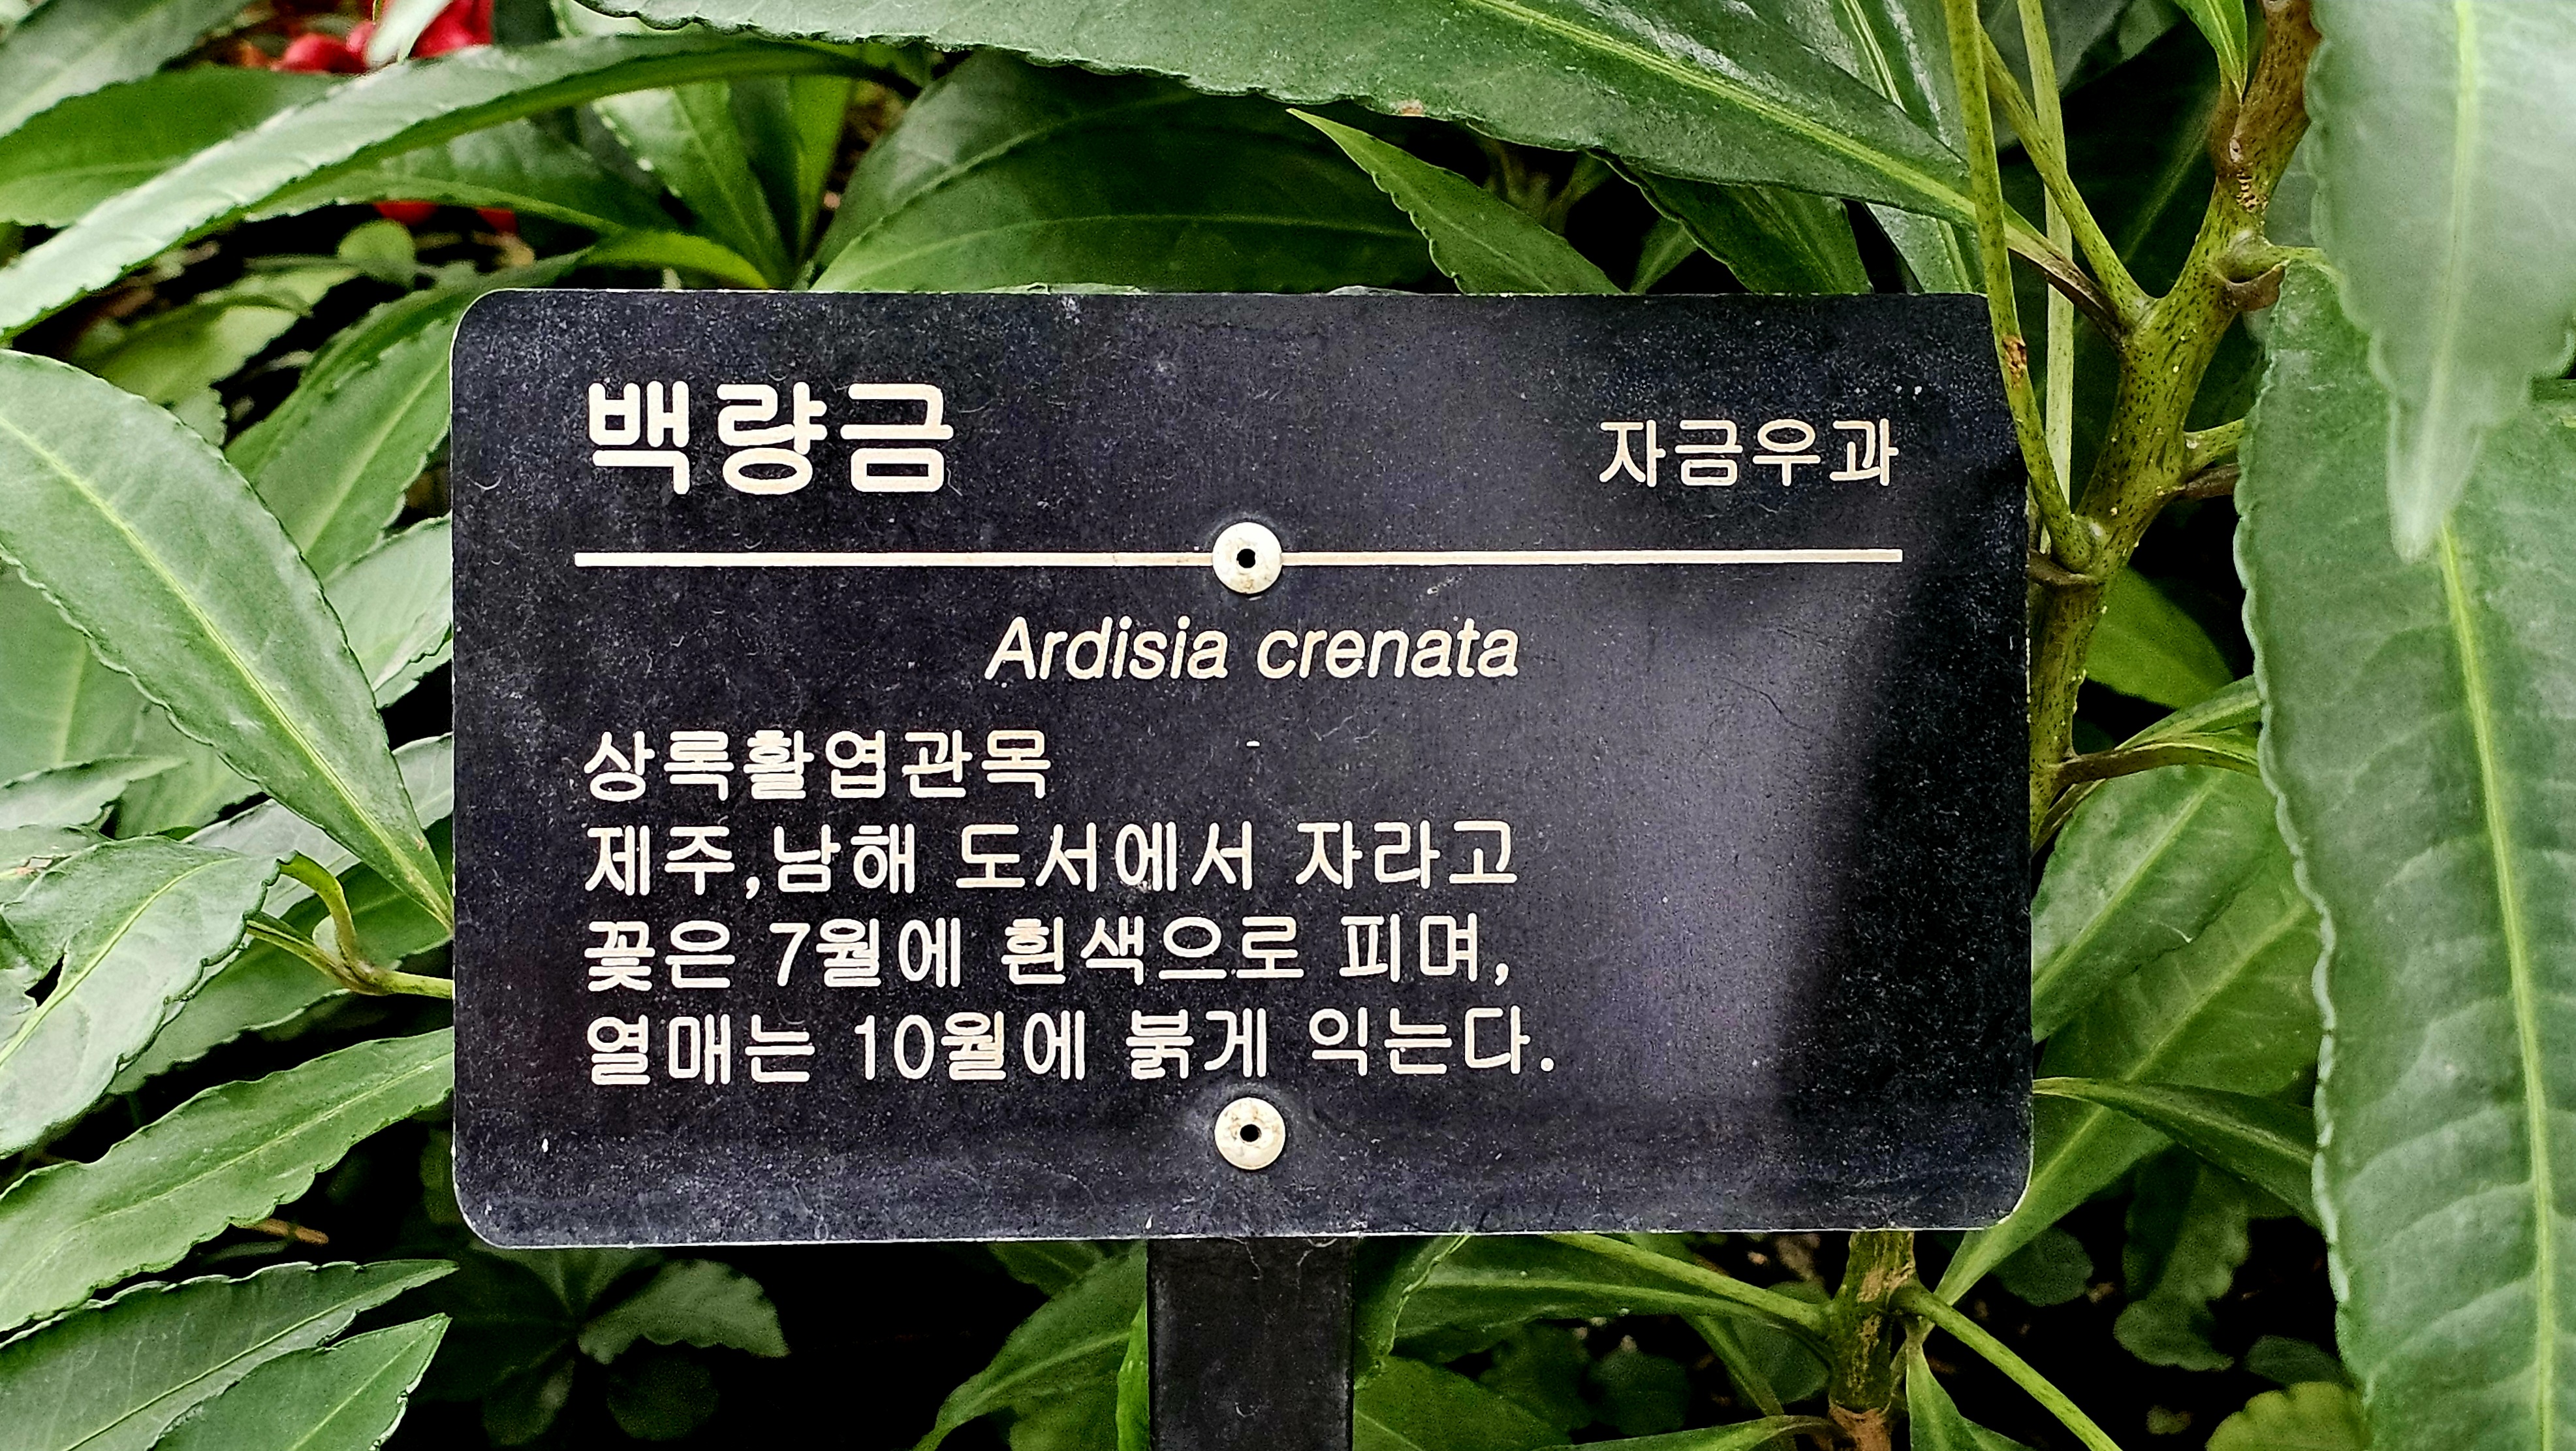 백량금 자금우과
Ardisia crenata
상록활엽관목
제주,남해 도서에서 자라고
꽃은 7월에 흰색으로 피며,
열매는 10월에 붉게 익는다.